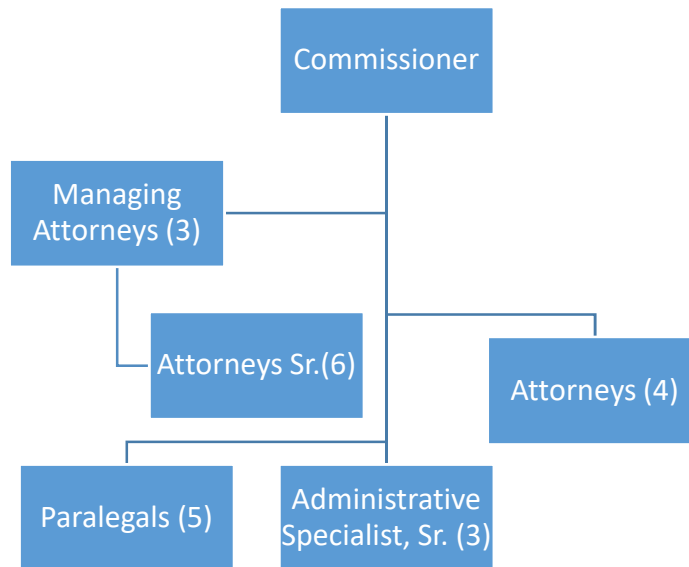 Commissioner
Managing
Attorneys (3)
Attorneys Sr.(6)
Attorneys (4)
Paralegals (5)
Administrative
Specialist, Sr. (3)